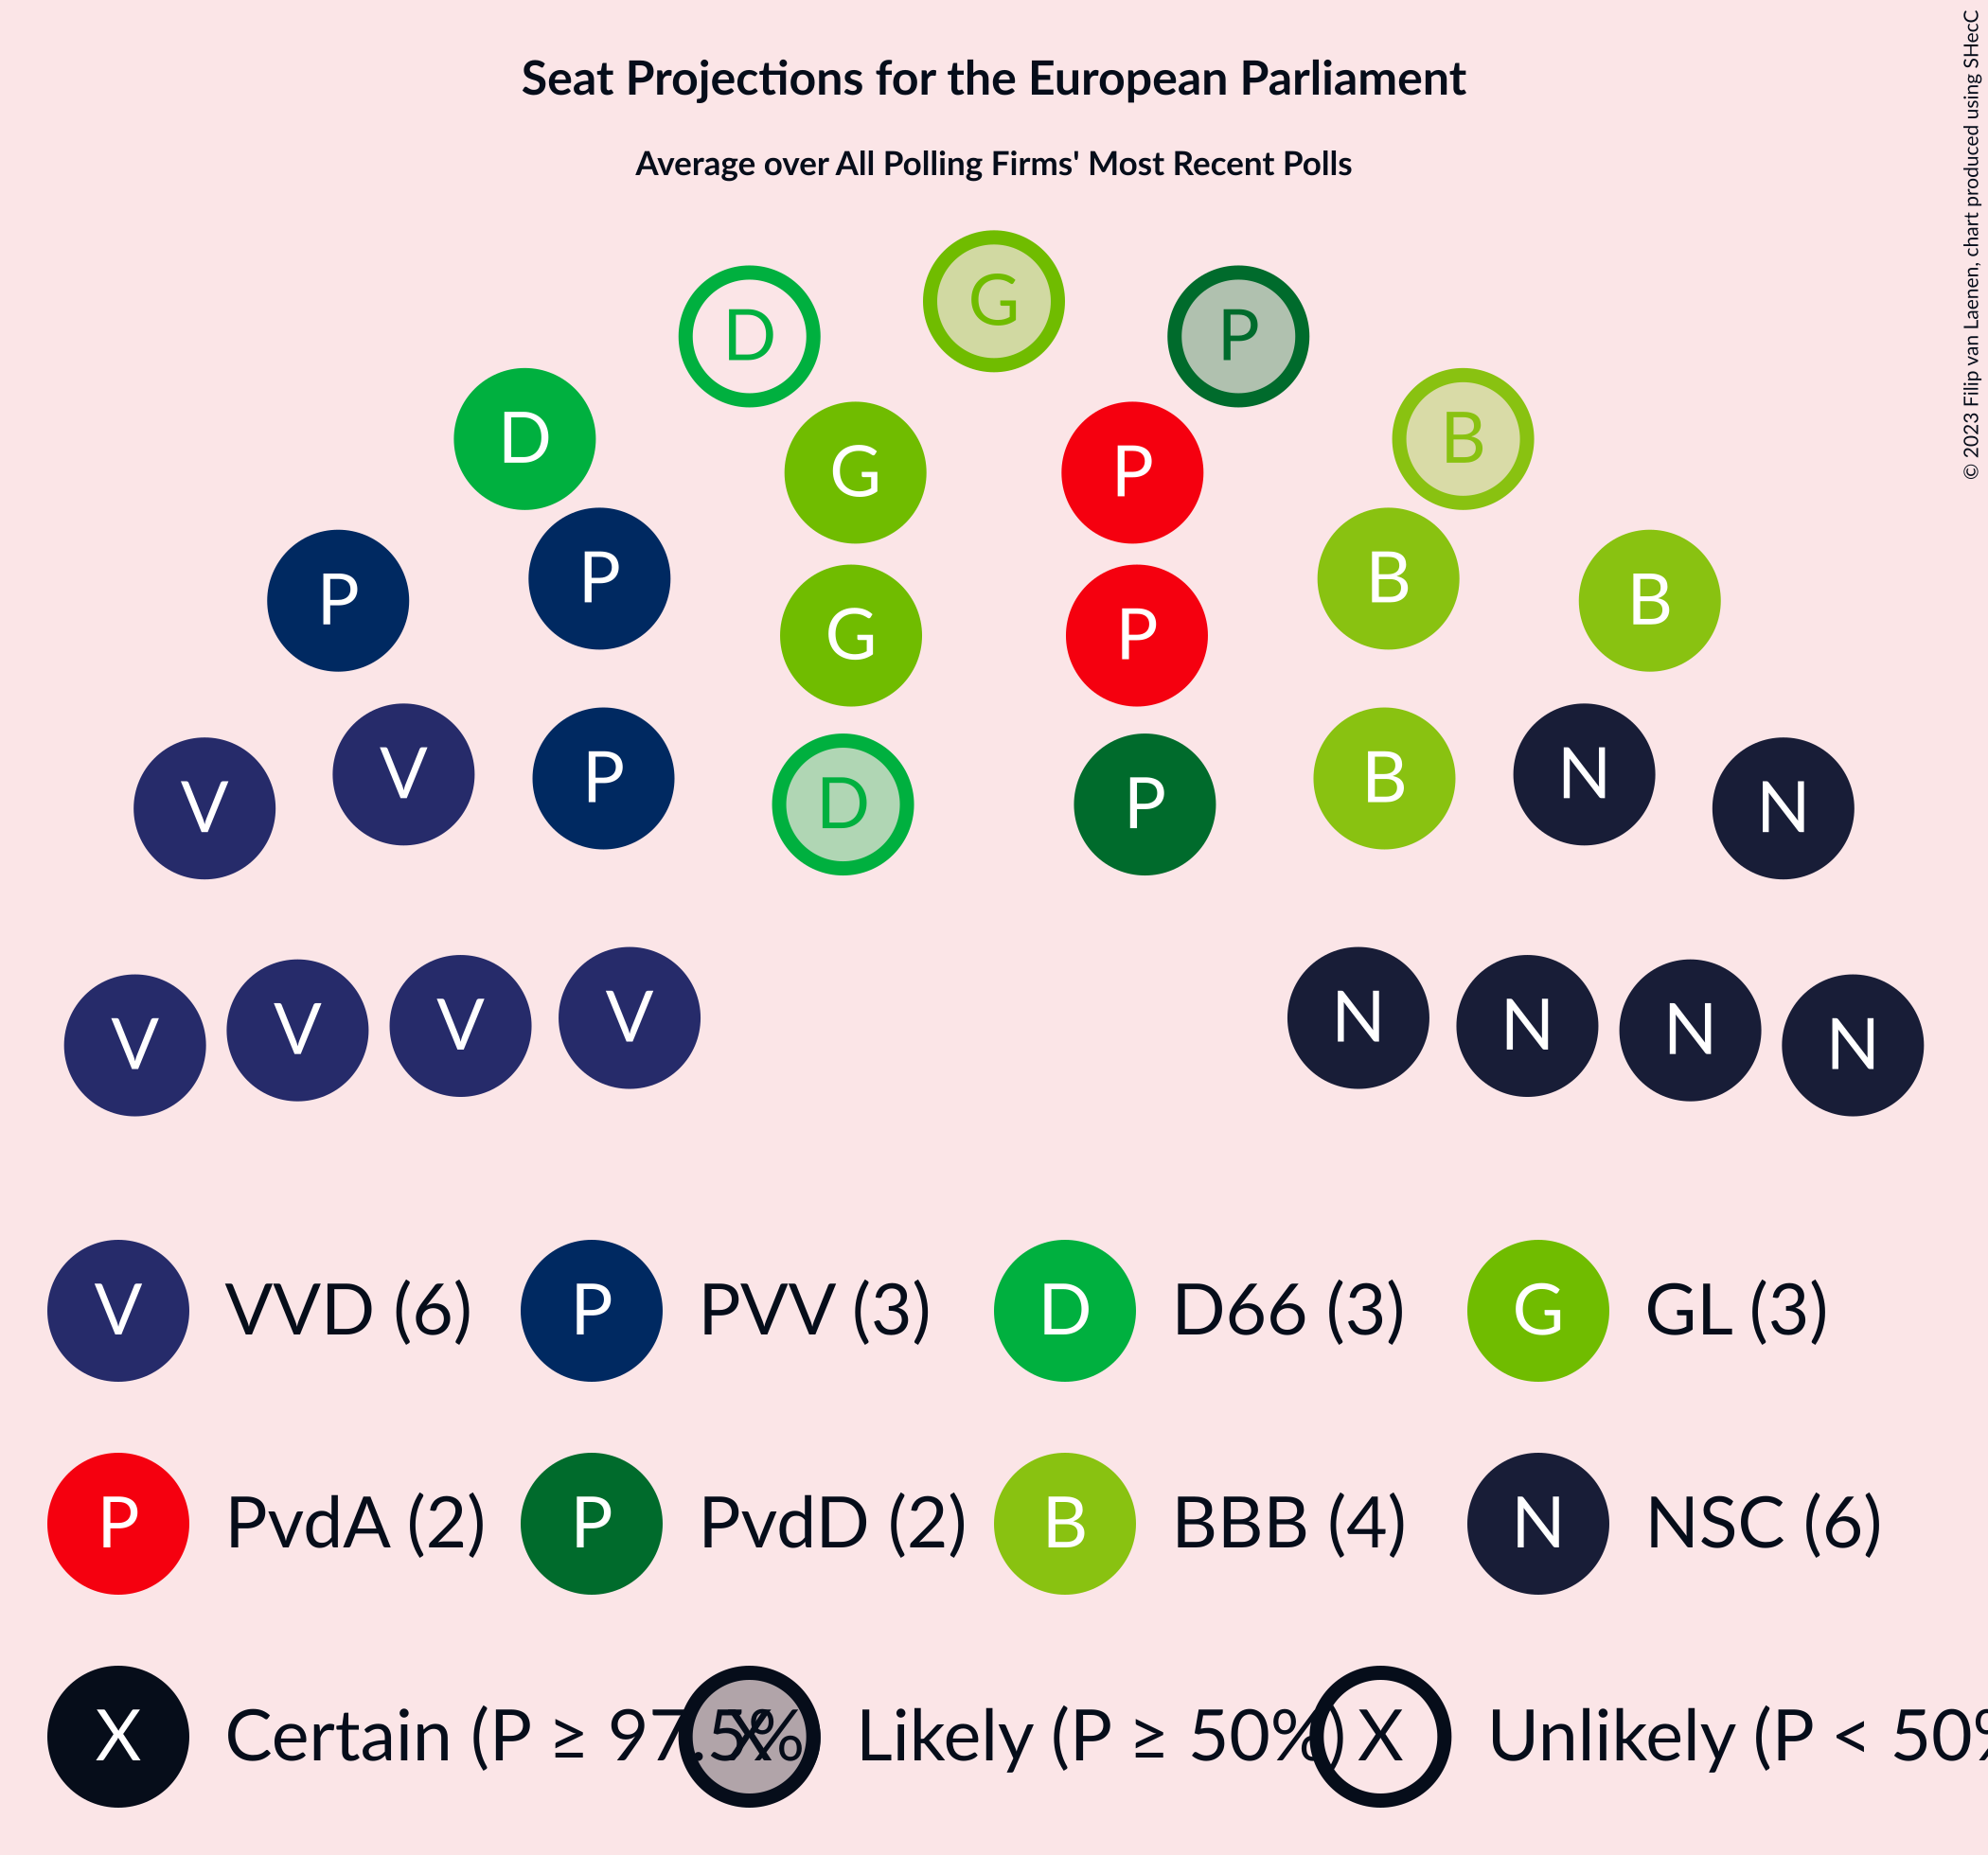 Seat Projections for the European Parliament
Average over All Polling Firms' Most Recent Polls
© 2023 Filip van Laenen, chart produced using SHecC
G
D P
D B
G P
P P B B
G P
V V P D P B N N
V V V V N N N N
V VVD (6) P PVV (3) D D66 (3) G GL (3)
P PvdA (2) P PvdD (2) B BBB (4) N NSC (6)
X Certain (P ≥ 97.5% X Likely (P ≥ 50%) X Unlikely (P < 50%